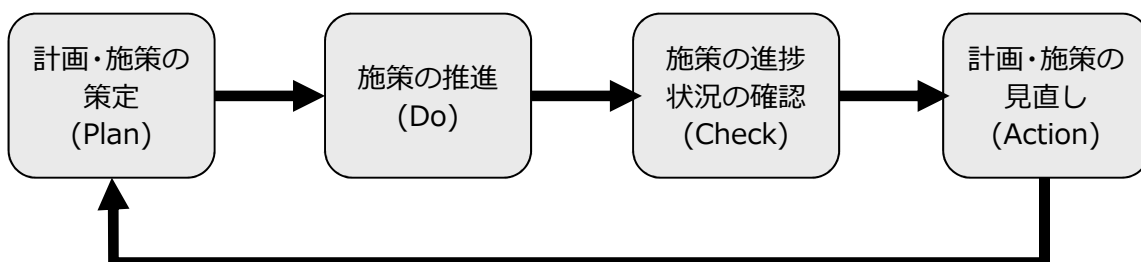 計画・施策の
策定
(Plan)
施策の推進
(Do)
施策の進捗
状況の確認
(Check)
計画・施策の
見直し
(Action)